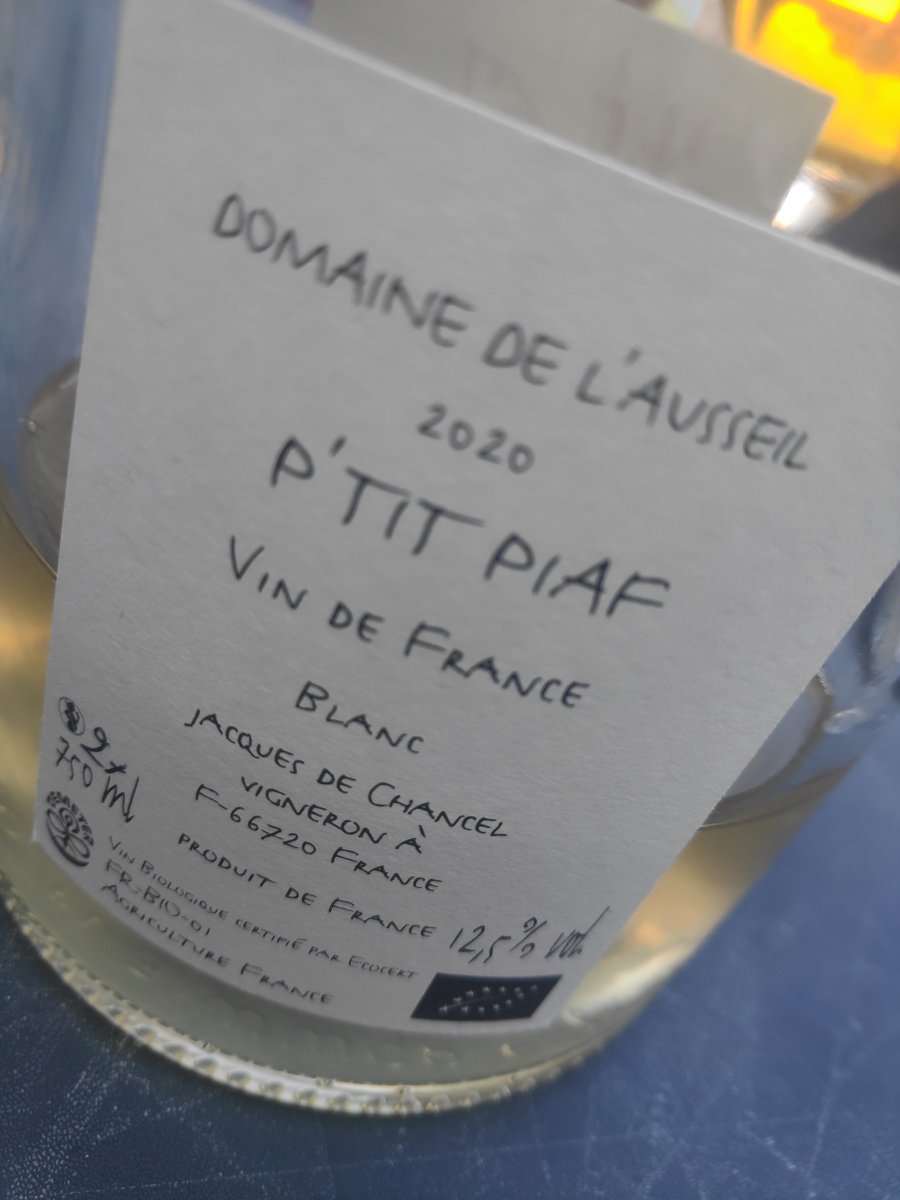 DOMAINE DE L'AUSSEIL
2020
P'TIT PIAF
VIN DE FRANCE
BLANC
JACQUES DE CHANCEL
VIGNERON À
F-66720 FRANCE
PRODUIT DE FRANCE 12,5% vol.
750 ml
DEMETER
VIN BIOLOGIQUE CERTIFIÉ PAR ECOCERT
FR-BIO-01
AGRICULTURE FRANCE